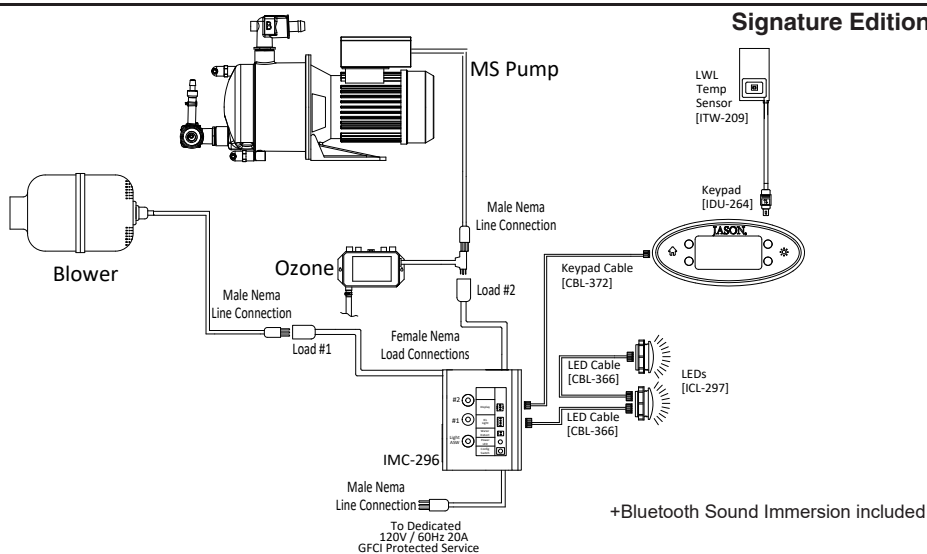 Signature Edition
B
MS Pump
LWL
Temp
Sensor
[ITW-209]
Keypad
[IDU-264]
Male Nema
Line Connection
JASON.
Blower
Ozone
Keypad Cable
[CBL-372]
Load #2
Male Nema
Line Connection
Load #1
Female Nema
Load Connections
LED Cable
[CBL-366]
LEDs
[ICL-297]
LED Cable
[CBL-366]
#2
#1
Light
IMC-296
Male Nema
Line Connection
To Dedicated
120V / 60Hz 20A
GFCI Protected Service
+Bluetooth Sound Immersion included